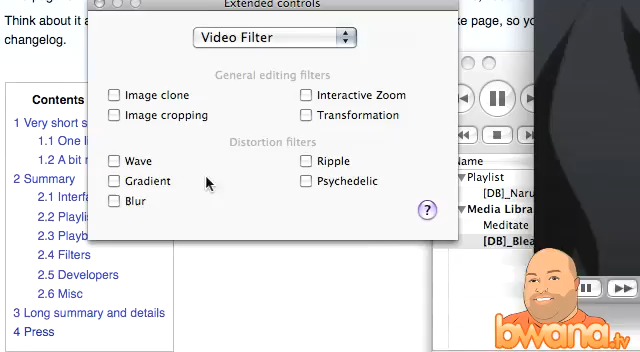 Extended controls
Think about it a
ke page, so yo
changelog.
Video Filter
General editing filters
Image clone
Interactive Zoom
Image cropping
Transformation
Distortion filters
Wave
Ripple
Gradient
Psychedelic
Blur
?
Contents
1 Very short s
1.1 One li
1.2 A bit r
2 Summary
2.1 Interfa
2.2 Playlis
2.3 Playb
2.4 Filters
2.5 Developers
2.6 Misc
3 Long summary and details
4 Press
Name
Playlist
[DB]_Naru
Media Libra
Meditate
[DB]_Blea
bwana.tv